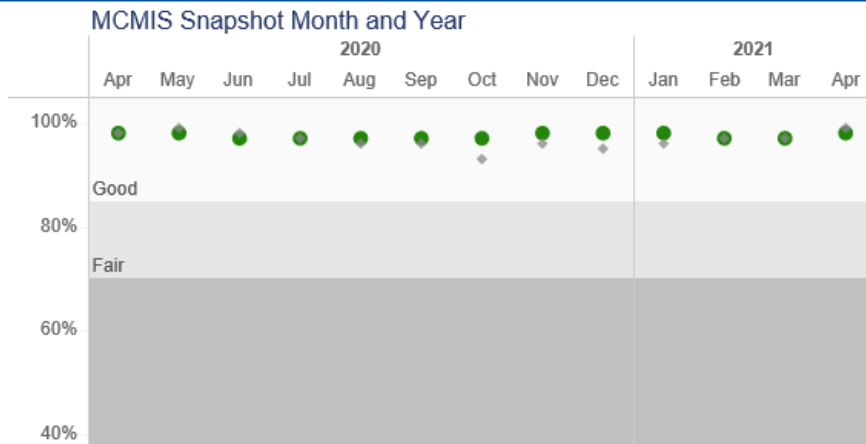 MCMIS Snapshot Month and Year
2020 2021
Apr May Jun Jul Aug Sep Oct Nov Dec Jan Feb Mar Apr
100%
Good
80%
Fair
60%
40%